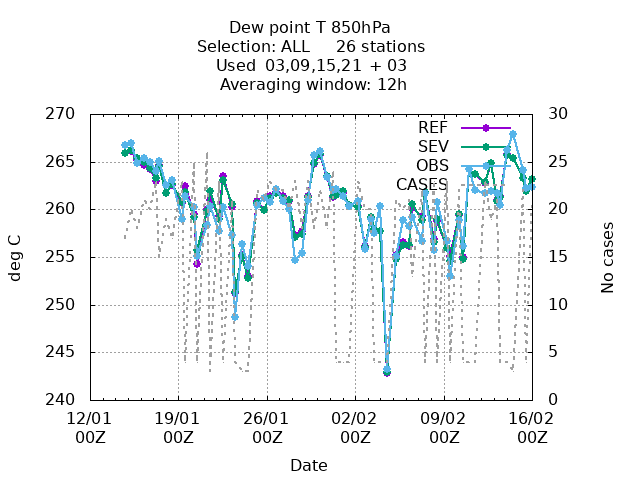 Dew point T 850hPa
Selection: ALL 26 stations
Used 03,09,15,21 + 03
Averaging window: 12h
270
265
260
255
250
245
240
deg C
30
25
20
15
10
5
0
No cases
REF
SEV
OBS
CASES
12/01 19/01 26/01 02/02 09/02 16/02
00Z 00Z 00Z 00Z 00Z 00Z
Date